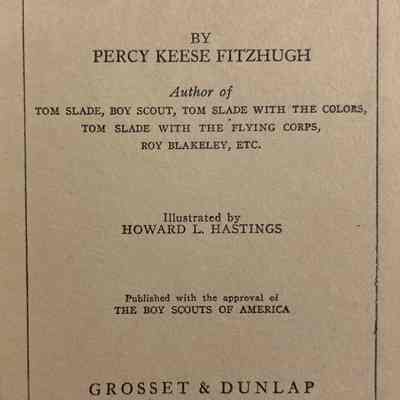 BY
PERCY KEESE FITZHUGH
Author of
TOM SLADE, BOY SCOUT, TOM SLADE WITH THE COLORS,
TOM SLADE WITH THE FLYING CORPS,
ROY BLAKELEY, ETC.
Illustrated by
HOWARD L. HASTINGS
Published with the approval of
THE BOY SCOUTS OF AMERICA
GROSSET & DUNLAP